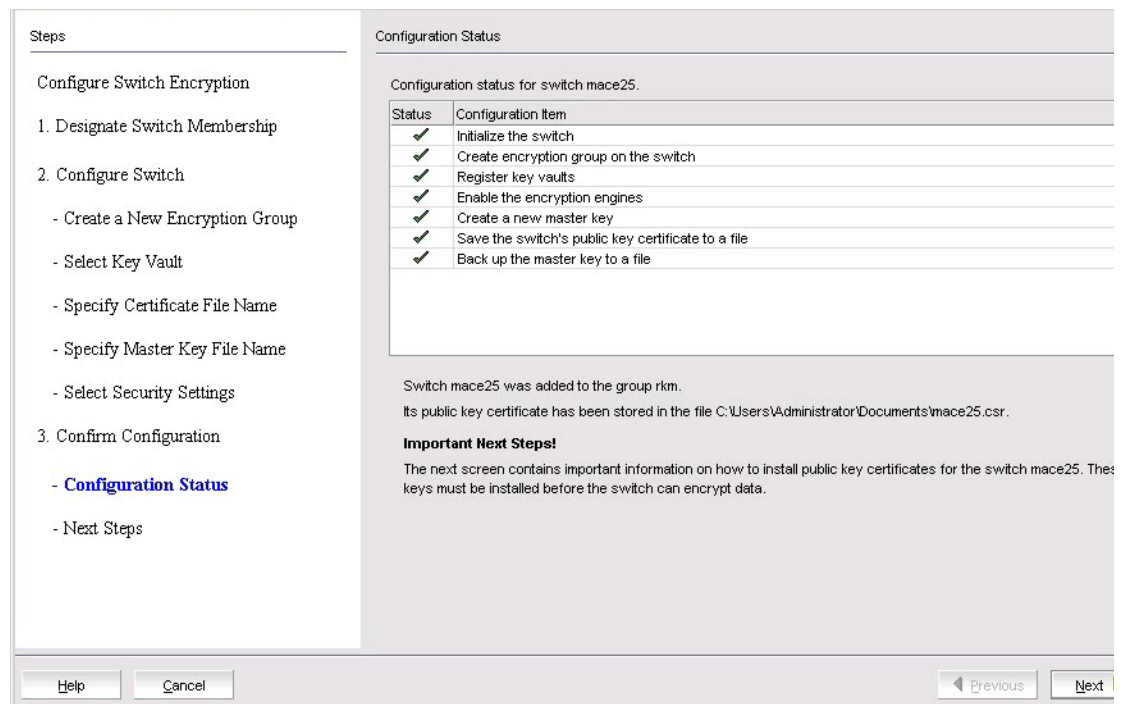 Steps
Configure Switch Encryption
1. Designate Switch Membership
2. Configure Switch
- Create a New Encryption Group
- Select Key Vault
- Specify Certificate File Name
- Specify Master Key File Name
- Select Security Settings
3. Confirm Configuration
- Configuration Status
- Next Steps
Configuration Status
Configuration status for switch mace25.
Status Configuration Item
Initialize the switch
Create encryption group on the switch
Register key vaults
Enable the encryption engines
Create a new master key
Save the switch's public key certificate to a file
Back up the master key to a file
Switch mace25 was added to the group rkm.
Its public key certificate has been stored in the file C:\Users\Administrator\Documents\mace25.csr.
Important Next Steps!
The next screen contains important information on how to install public key certificates for the switch mace25. Thes
keys must be installed before the switch can encrypt data.
Help Cancel Previous Next